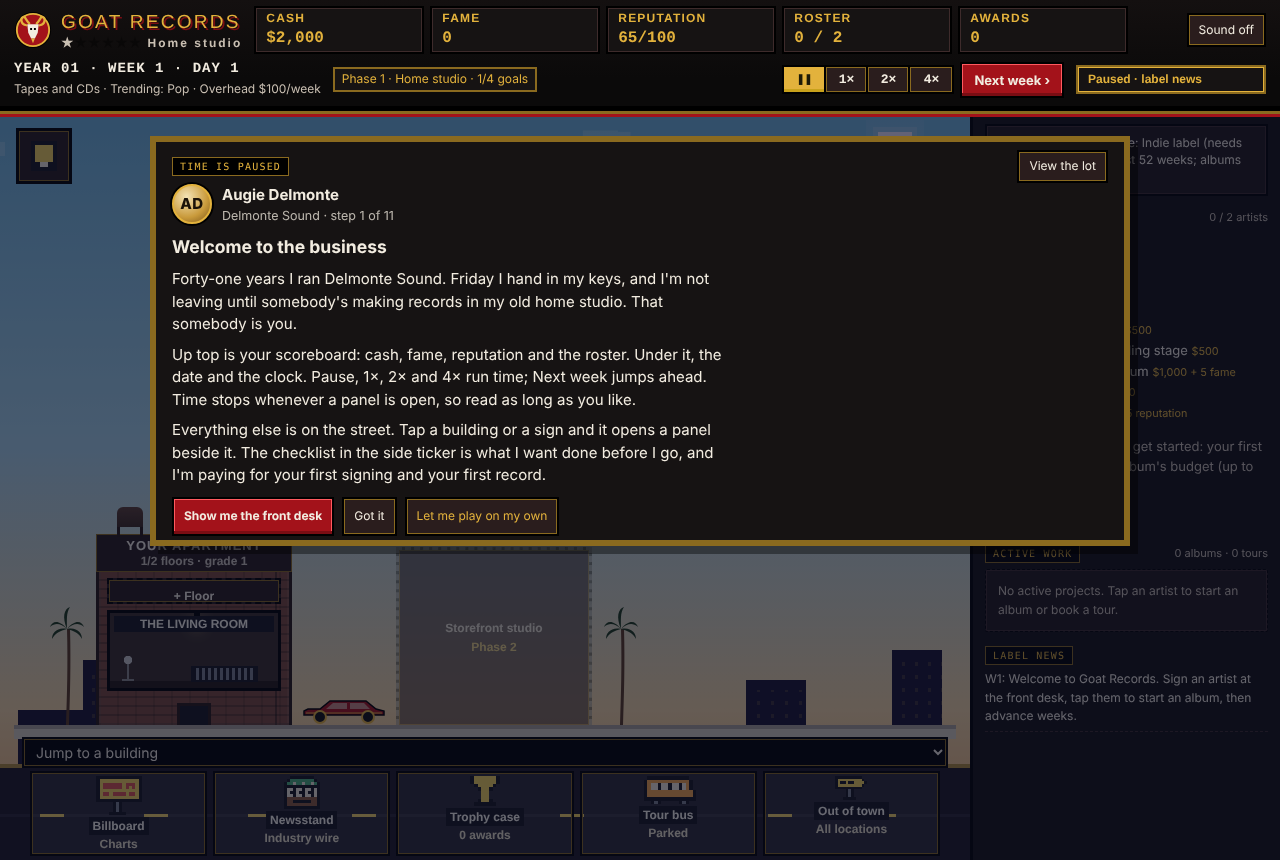 GOAT RECORDS
Home studio
CASH
$2,000
FAME
0
REPUTATION
65/100
ROSTER
0 / 2
AWARDS
0
Sound off
YEAR 01 · WEEK 1 · DAY 1
Tapes and CDs · Trending: Pop · Overhead $100/week
Phase 1 · Home studio · 1/4 goals
1×
2×
4×
Next week ›
Paused · label news
TIME IS PAUSED
View the lot
AD
Augie Delmonte
Delmonte Sound · step 1 of 11
Welcome to the business
Forty-one years I ran Delmonte Sound. Friday I hand in my keys, and I'm not
leaving until somebody's making records in my old home studio. That
somebody is you.
Up top is your scoreboard: cash, fame, reputation and the roster. Under it, the
date and the clock. Pause, 1×, 2× and 4× run time; Next week jumps ahead.
Time stops whenever a panel is open, so read as long as you like.
Everything else is on the street. Tap a building or a sign and it opens a panel
beside it. The checklist in the side ticker is what I want done before I go, and
I'm paying for your first signing and your first record.
Show me the front desk
Got it
Let me play on my own
: Indie label (needs
52 weeks; albums
0 / 2 artists
$500
ing stage $500
um $1,000 + 5 fame
reputation
get started: your first
bum's budget (up to
YOUR APARTMENT
1/2 floors · grade 1
+ Floor
THE LIVING ROOM
Storefront studio
Phase 2
ACTIVE WORK
0 albums · 0 tours
No active projects. Tap an artist to start an
album or book a tour.
LABEL NEWS
W1: Welcome to Goat Records. Sign an artist at
the front desk, tap them to start an album, then
advance weeks.
Jump to a building
Billboard
Charts
Newsstand
Industry wire
Trophy case
0 awards
Tour bus
Parked
Out of town
All locations